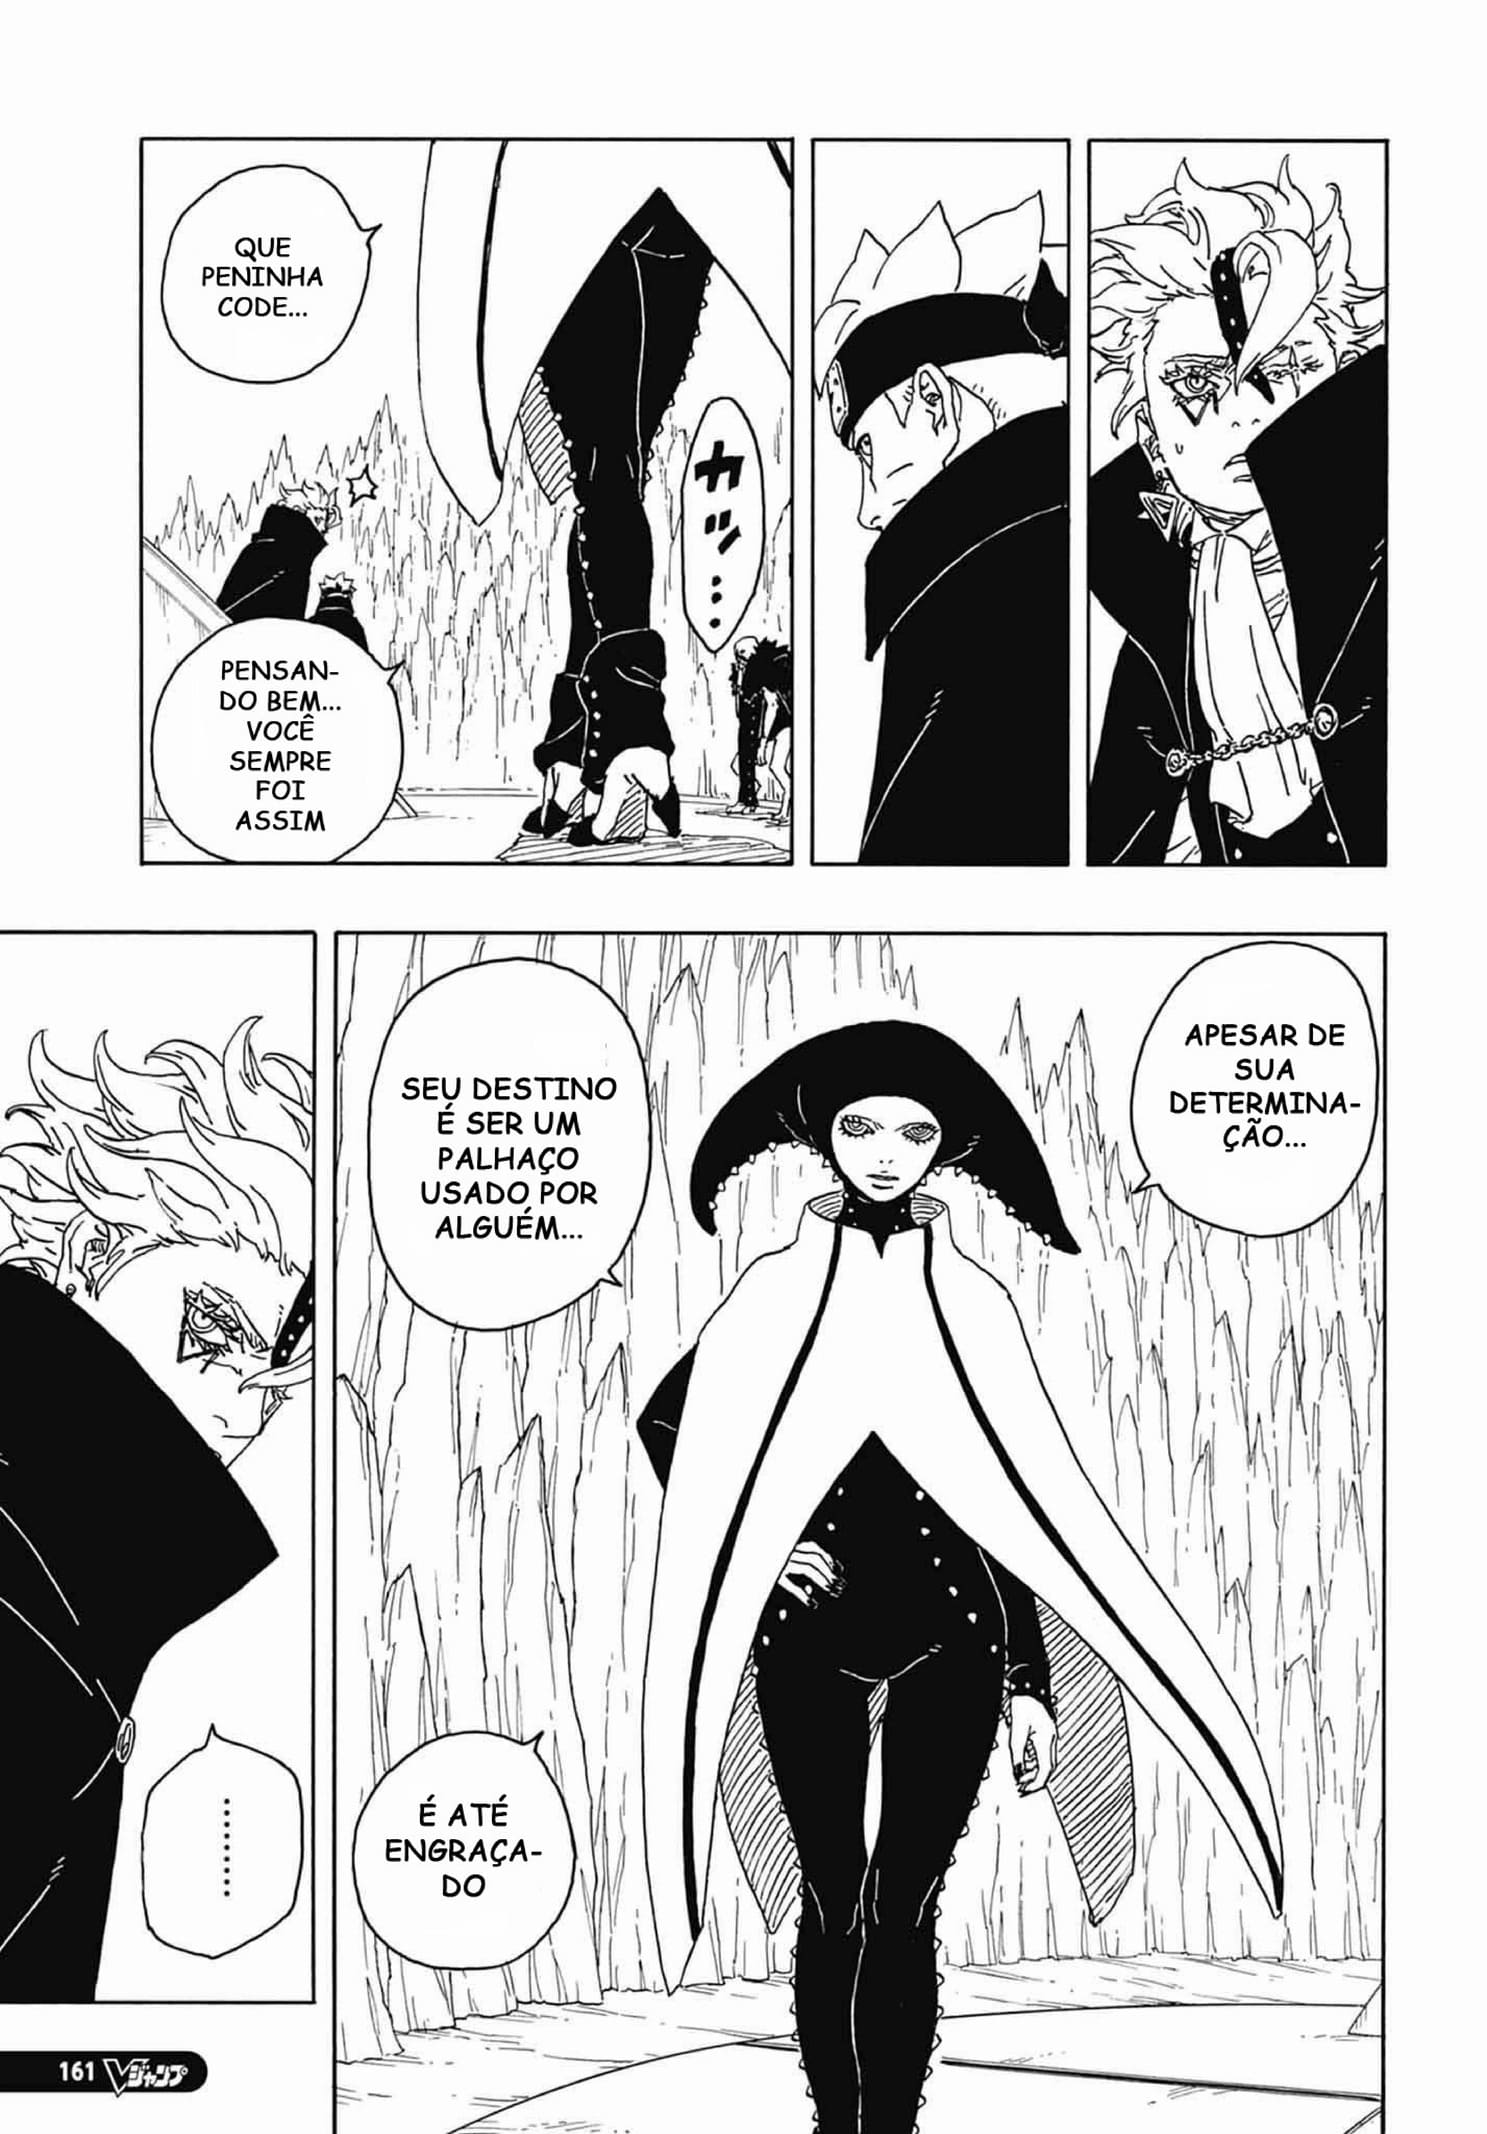 カッ…
QUE
PENINHA
CODE...
PENSAN-
DO BEM...
VOCÊ
SEMPRE
FOI
ASSIM
APESAR DE
SUA
DETERMINA-
ÇÃO...
SEU DESTINO
É SER UM
PALHAÇO
USADO POR
ALGUÉM...
É ATÉ
ENGRAÇA-
DO
.........
161 Vジャンプ